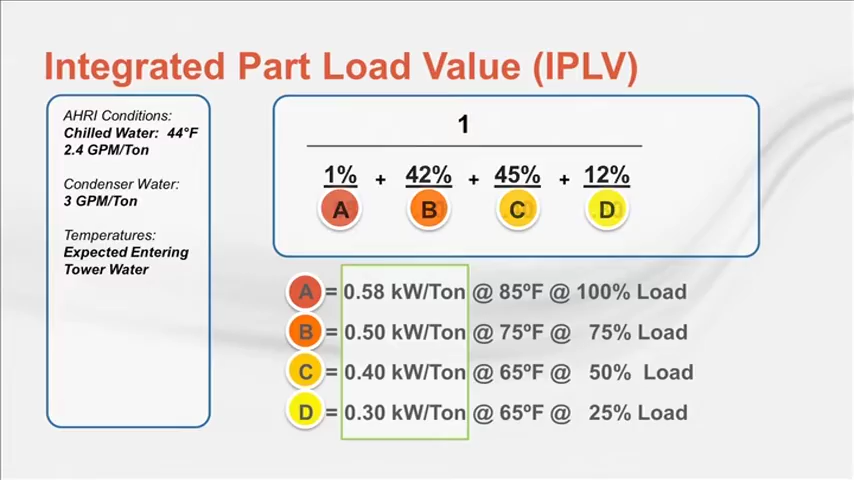 Integrated Part Load Value (IPLV)
AHRI Conditions:
Chilled Water: 44°F
2.4 GPM/Ton
Condenser Water:
3 GPM/Ton
Temperatures:
Expected Entering
Tower Water
1
1% + 42% + 45% + 12%
A B C D
A = 0.58 kW/Ton @ 85ºF @ 100% Load
B = 0.50 kW/Ton @ 75ºF @ 75% Load
C = 0.40 kW/Ton @ 65ºF @ 50% Load
D = 0.30 kW/Ton @ 65ºF @ 25% Load